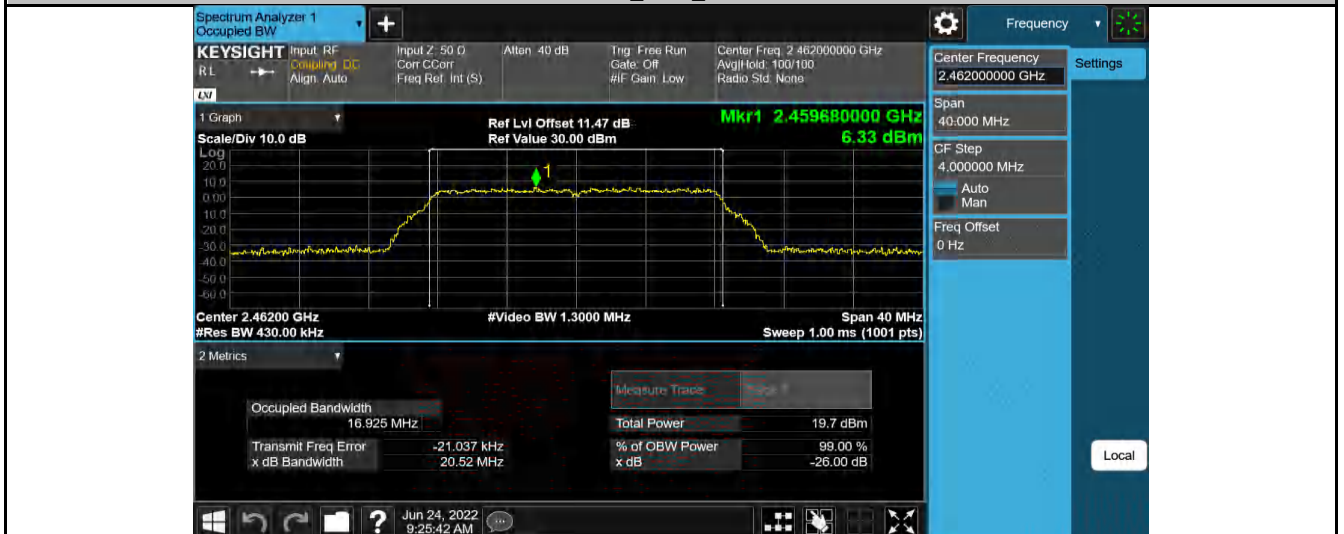 Spectrum Analyzer 1
Occupied BW
Frequency
KEYSIGHT
RL
LXI
Input: RF
Coupling: DC
Align: Auto
Input Z: 50 Ω
Corr CCorr
Freq Ref: Int (S)
Atten: 40 dB
Trig: Free Run
Gate: Off
#IF Gain: Low
Center Freq: 2.462000000 GHz
Avg|Hold: 100/100
Radio Std: None
1 Graph
Scale/Div 10.0 dB
Ref Lvl Offset 11.47 dB
Ref Value 30.00 dBm
Mkr1 2.459680000 GHz
6.33 dBm
Log
20.0
10.0
0.00
-10.0
-20.0
-30.0
-40.0
-50.0
-60.0
1
Center 2.46200 GHz
#Res BW 430.00 kHz
#Video BW 1.3000 MHz
Span 40 MHz
Sweep 1.00 ms (1001 pts)
2 Metrics
Measure Trace
Occupied Bandwidth
16.925 MHz
Total Power 19.7 dBm
Transmit Freq Error -21.037 kHz
% of OBW Power 99.00 %
x dB Bandwidth 20.52 MHz
x dB -26.00 dB
Center Frequency
2.462000000 GHz
Settings
Span
40.000 MHz
CF Step
4.000000 MHz
Auto
Man
Freq Offset
0 Hz
Local
?
Jun 24, 2022
9:25:42 AM